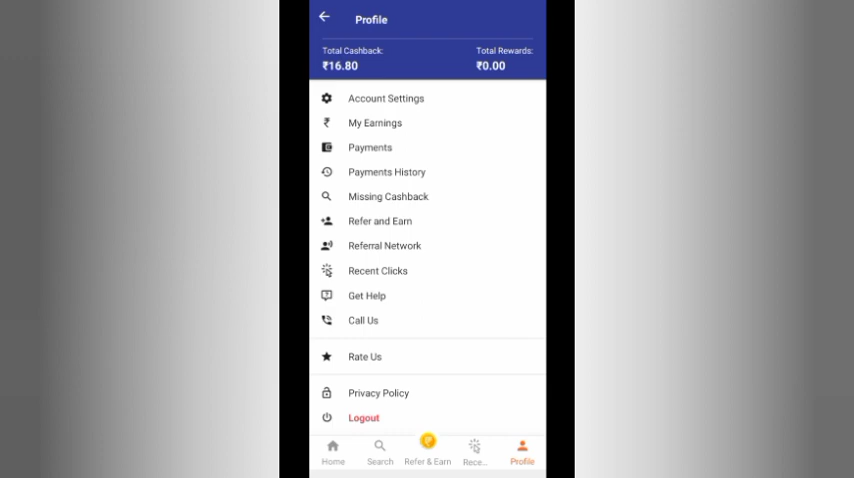 Profile
Total Cashback: Total Rewards:
₹16.80 ₹0.00
Account Settings
My Earnings
Payments
Payments History
Missing Cashback
Refer and Earn
Referral Network
Recent Clicks
Get Help
Call Us
Rate Us
Privacy Policy
Logout
Home Search Refer & Earn Rece... Profile